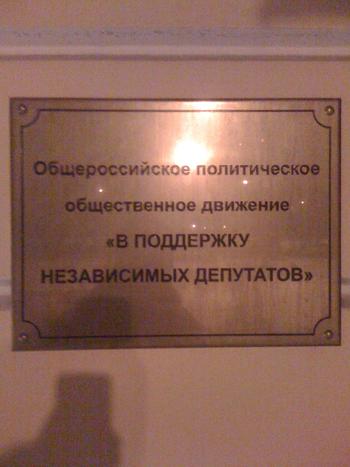 Общероссийское политическое
общественное движение
«В ПОДДЕРЖКУ
НЕЗАВИСИМЫХ ДЕПУТАТОВ»